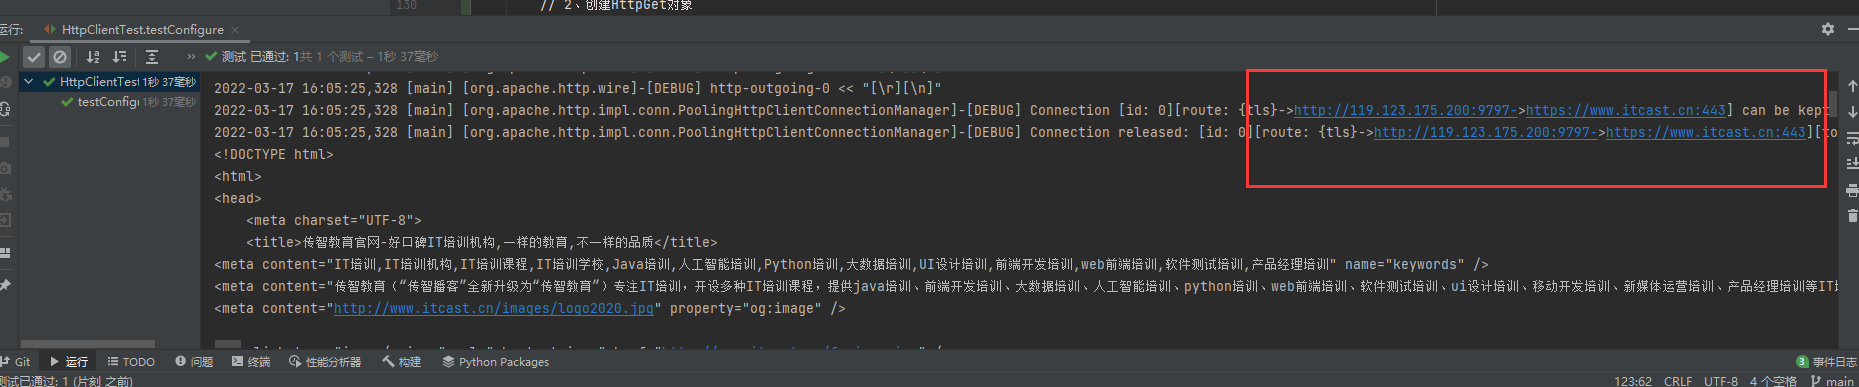 130 // 2、创建HttpGet对象
运行: HttpClientTest.testConfigure
测试 已通过: 1共 1 个测试 – 1秒 37毫秒
HttpClientTest 1秒 37毫秒
testConfigu 1秒 37毫秒
2022-03-17 16:05:25,328 [main] [org.apache.http.wire]-[DEBUG] http-outgoing-0 << "[\r][\n]"
2022-03-17 16:05:25,328 [main] [org.apache.http.impl.conn.PoolingHttpClientConnectionManager]-[DEBUG] Connection [id: 0][route: {tls}->http://119.123.175.200:9797->https://www.itcast.cn:443] can be kept
2022-03-17 16:05:25,328 [main] [org.apache.http.impl.conn.PoolingHttpClientConnectionManager]-[DEBUG] Connection released: [id: 0][route: {tls}->http://119.123.175.200:9797->https://www.itcast.cn:443][to
<!DOCTYPE html>
<html>
<head>
<meta charset="UTF-8">
<title>传智教育官网-好口碑IT培训机构,一样的教育,不一样的品质</title>
<meta content="IT培训,IT培训机构,IT培训课程,IT培训学校,Java培训,人工智能培训,Python培训,大数据培训,UI设计培训,前端开发培训,web前端培训,软件测试培训,产品经理培训" name="keywords" />
<meta content="传智教育（“传智播客”全新升级为“传智教育”）专注IT培训，开设多种IT培训课程，提供java培训、前端开发培训、大数据培训、人工智能培训、python培训、web前端培训、软件测试培训、ui设计培训、移动开发培训、新媒体运营培训、产品经理培训等IT培
<meta content="http://www.itcast.cn/images/logo2020.jpg" property="og:image" />
Git 运行 TODO 问题 终端 性能分析器 构建 Python Packages 3 事件日志
测试已通过: 1 (片刻 之前) 123:62 CRLF UTF-8 4 个空格 main